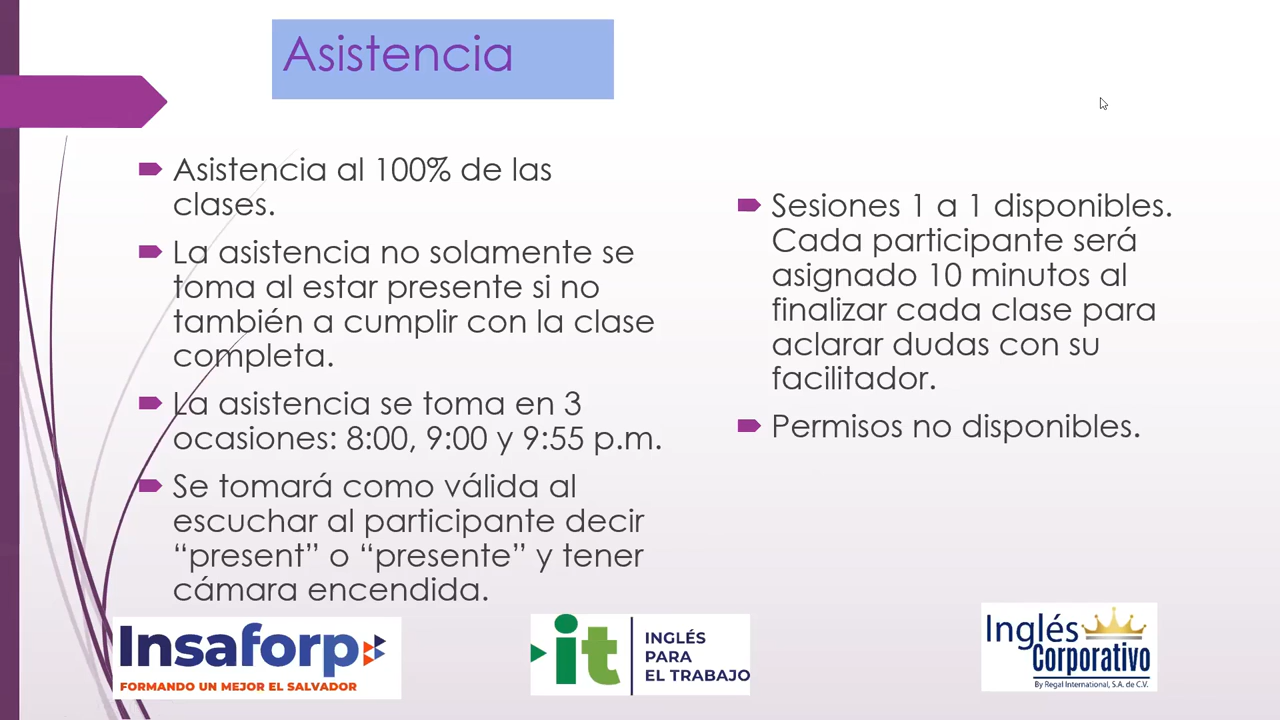 Asistencia
Asistencia al 100% de las
clases.
La asistencia no solamente se
toma al estar presente si no
también a cumplir con la clase
completa.
La asistencia se toma en 3
ocasiones: 8:00, 9:00 y 9:55 p.m.
Se tomará como válida al
escuchar al participante decir
“present” o “presente” y tener
cámara encendida.
Sesiones 1 a 1 disponibles.
Cada participante será
asignado 10 minutos al
finalizar cada clase para
aclarar dudas con su
facilitador.
Permisos no disponibles.
Insaforp
FORMANDO UN MEJOR EL SALVADOR
it
INGLÉS
PARA
EL TRABAJO
Inglés
Corporativo
By Regal International, S.A. de C.V.